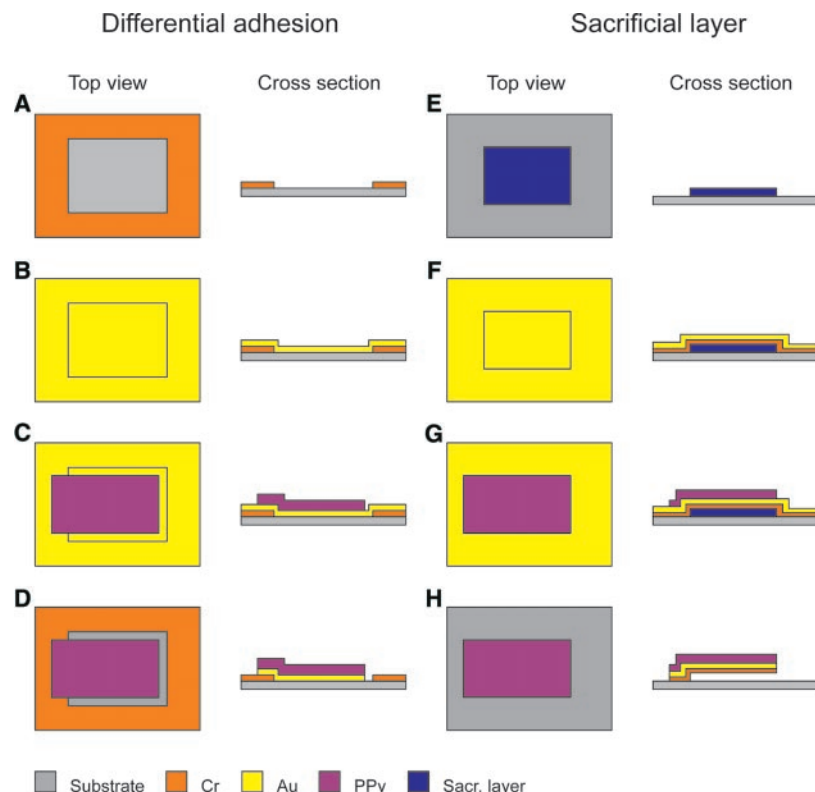 Differential adhesion Sacrificial layer
Top view Cross section Top view Cross section
A E
B F
C G
D H
Substrate Cr Au PPy Sacr. layer